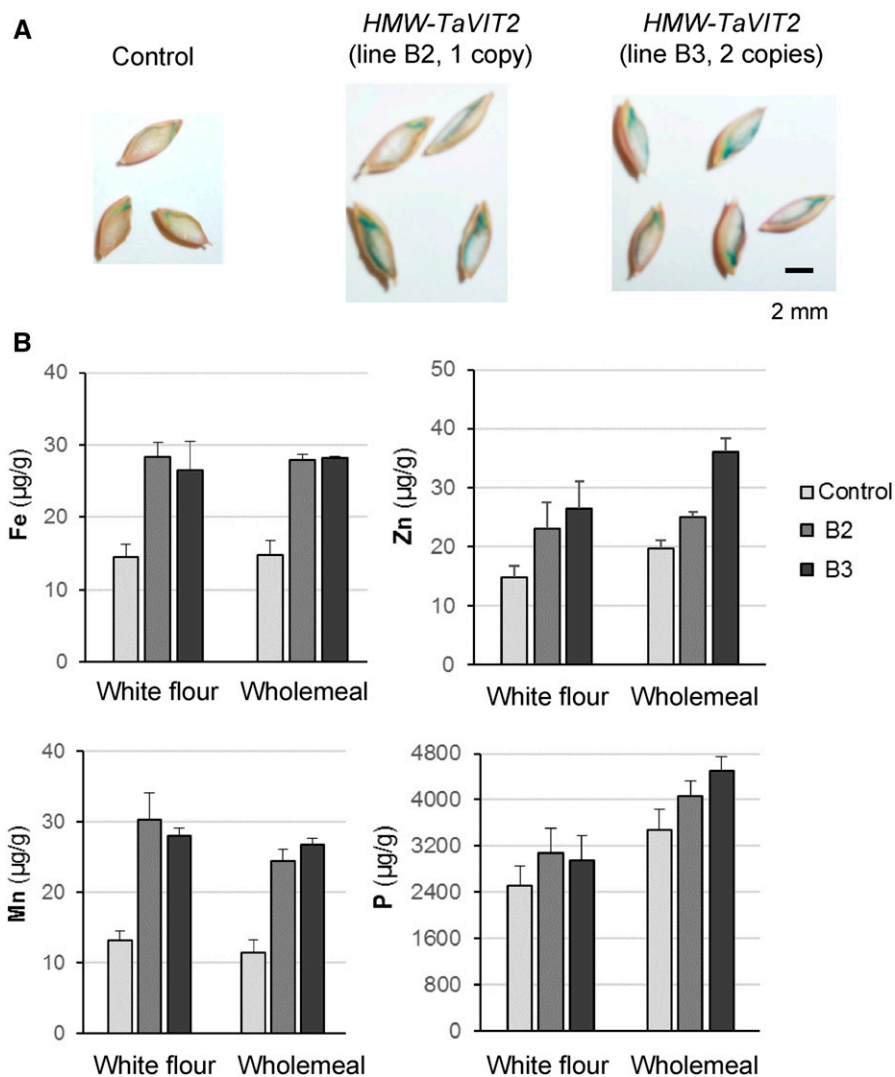 A
Control
HMW-TaVIT2
(line B2, 1 copy)
HMW-TaVIT2
(line B3, 2 copies)
2 mm
B
Fe (µg/g)
40
30
20
10
0
White flour
Wholemeal
Zn (µg/g)
50
40
30
20
10
0
White flour
Wholemeal
Control
B2
B3
Mn (µg/g)
40
30
20
10
0
White flour
Wholemeal
P (µg/g)
4800
4000
3200
2400
1600
800
0
White flour
Wholemeal